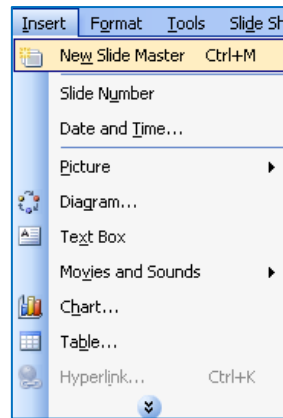 Insert Format Tools Slide Sh
New Slide Master Ctrl+M
Slide Number
Date and Time...
Picture
Diagram...
Text Box
Movies and Sounds
Chart...
Table...
Hyperlink... Ctrl+K